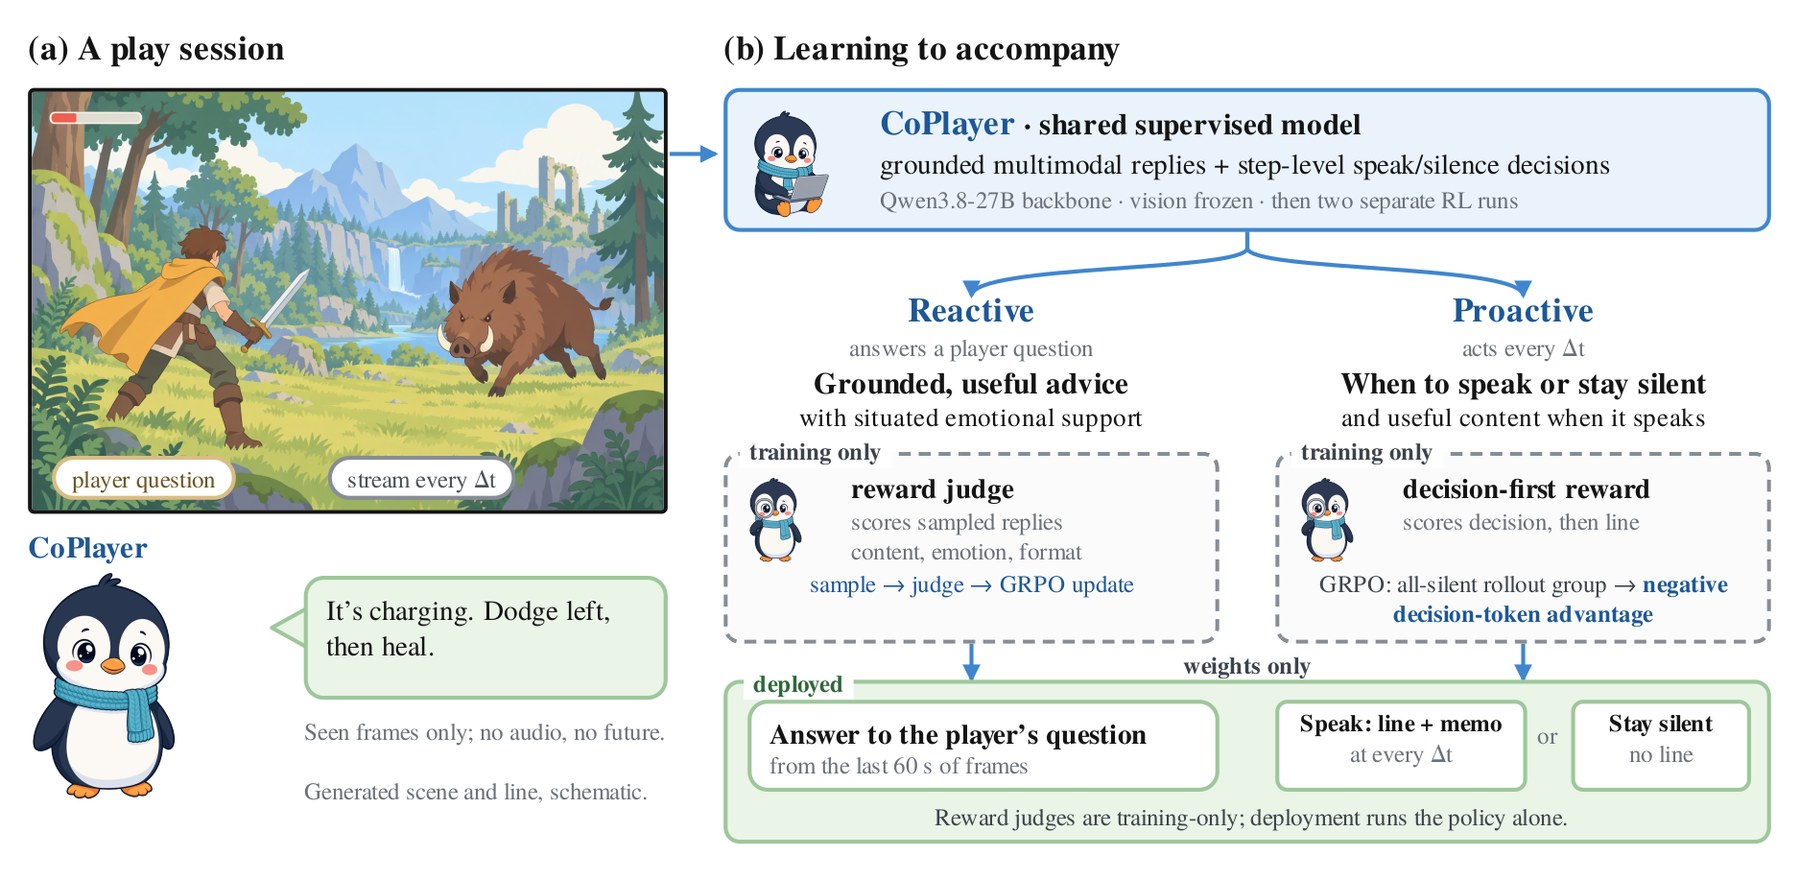 (a) A play session
player question
stream every Δt
CoPlayer
It's charging. Dodge left,
then heal.
Seen frames only; no audio, no future.
Generated scene and line, schematic.
(b) Learning to accompany
CoPlayer · shared supervised model
grounded multimodal replies + step-level speak/silence decisions
Qwen3.8-27B backbone · vision frozen · then two separate RL runs
Reactive
answers a player question
Grounded, useful advice
with situated emotional support
training only
reward judge
scores sampled replies
content, emotion, format
sample → judge → GRPO update
Proactive
acts every Δt
When to speak or stay silent
and useful content when it speaks
training only
decision-first reward
scores decision, then line
GRPO: all-silent rollout group → negative
decision-token advantage
weights only
deployed
Answer to the player's question
from the last 60 s of frames
Speak: line + memo
at every Δt
or
Stay silent
no line
Reward judges are training-only; deployment runs the policy alone.